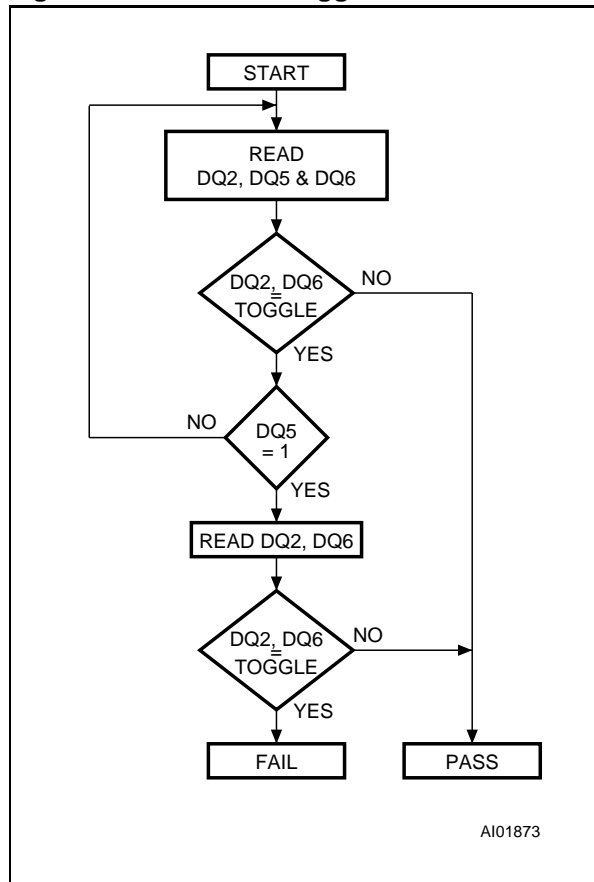 START
READ
DQ2, DQ5 & DQ6
DQ2, DQ6
=
TOGGLE
NO
YES
NO
DQ5
= 1
YES
READ DQ2, DQ6
DQ2, DQ6
=
TOGGLE
NO
YES
FAIL
PASS
AI01873